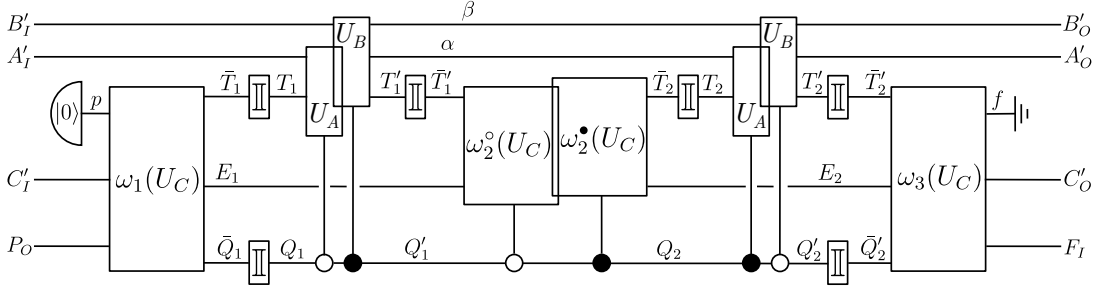 B′_I β B′_O
A′_I α A′_O
U_B U_B
T̄_1 T_1 T′_1 T̄′_1 T̄_2 T_2 T′_2 T̄′_2
|0⟩ p 𝕀 U_A 𝕀 𝕀 U_A 𝕀 f
ω°_2(U_C) ω•_2(U_C)
C′_I ω_1(U_C) E_1 E_2 ω_3(U_C) C′_O
P_O Q̄_1 Q_1 Q′_1 Q_2 Q′_2 Q̄′_2 F_I
𝕀 𝕀